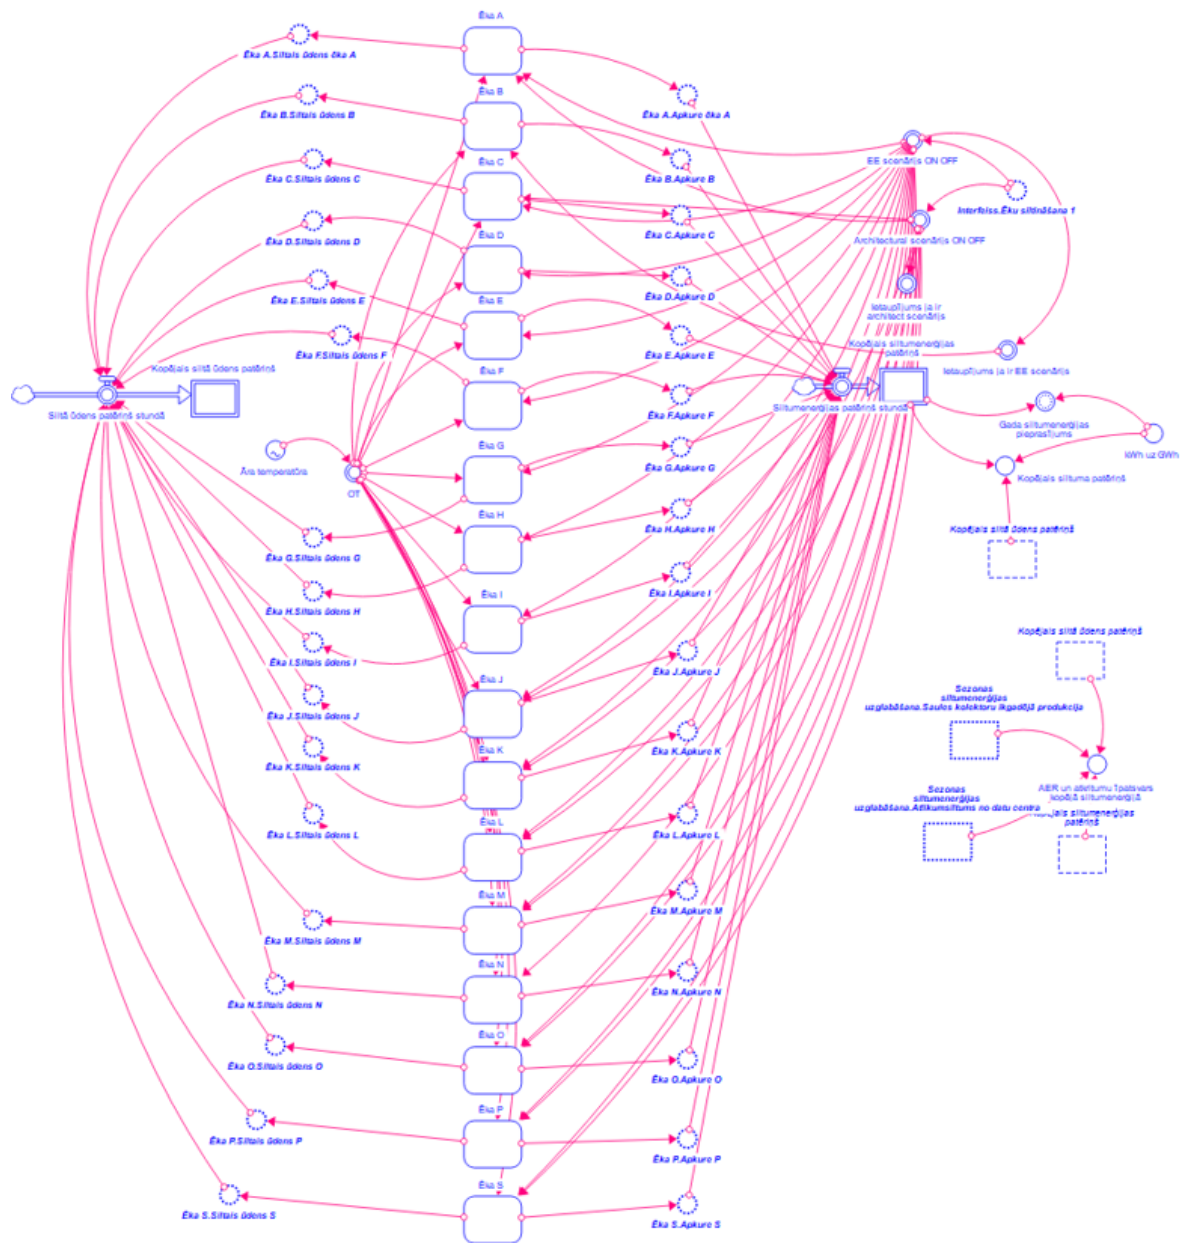 Ēka A
Ēka A.Siltais ūdens ēka A
Ēka B
Ēka A.Apkure ēka A
Ēka B.Siltais ūdens B
Ēka C
EE scenārijs ON OFF
Ēka B.Apkure B
Ēka C.Siltais ūdens C
Interfeiss.Ēku siltināšana 1
Ēka D
Ēka C.Apkure C
Architectural scenārijs ON OFF
Ēka D.Siltais ūdens D
Ēka E
Ēka D.Apkure D
Ēka E.Siltais ūdens E
Ietaupījums ja ir
architect scenārijs
Kopējais siltumenerģijas
patēriņš
Ēka F.Siltais ūdens F
Ēka E.Apkure E
Ēka F
Kopējais siltā ūdens patēriņš
Ietaupījums ja ir EE scenārijs
Siltā ūdens patēriņš stundā
Siltumenerģijas patēriņš stundā
Ēka F.Apkure F
Gada siltumenerģijas
pieprasījums
Ēka G
Āra temperatūra
kWh uz GWh
Ēka G.Apkure G
OT
Kopējais siltuma patēriņš
Ēka H
Ēka H.Apkure H
Kopējais siltā ūdens patēriņš
Ēka G.Siltais ūdens G
Ēka I
Ēka I.Apkure I
Ēka H.Siltais ūdens H
Kopējais siltā ūdens patēriņš
Ēka I.Siltais ūdens I
Ēka J
Ēka J.Apkure J
Sezonas
siltumenerģijas
uzglabāšana.Saules kolektoru ikgadējā produkcija
Ēka J.Siltais ūdens J
Ēka K
Ēka K.Apkure K
Ēka K.Siltais ūdens K
AER un atkritumu īpatsvars
kopējā siltumenerģijā
Sezonas
siltumenerģijas
uzglabāšana.Atlikumsiltums no datu centra
Kopējais siltumenerģijas
patēriņš
Ēka L
Ēka L.Siltais ūdens L
Ēka L.Apkure L
Ēka M
Ēka M.Apkure M
Ēka M.Siltais ūdens M
Ēka N
Ēka N.Apkure N
Ēka N.Siltais ūdens N
Ēka O
Ēka O.Siltais ūdens O
Ēka O.Apkure O
Ēka P
Ēka P.Siltais ūdens P
Ēka P.Apkure P
Ēka S
Ēka S.Siltais ūdens S
Ēka S.Apkure S